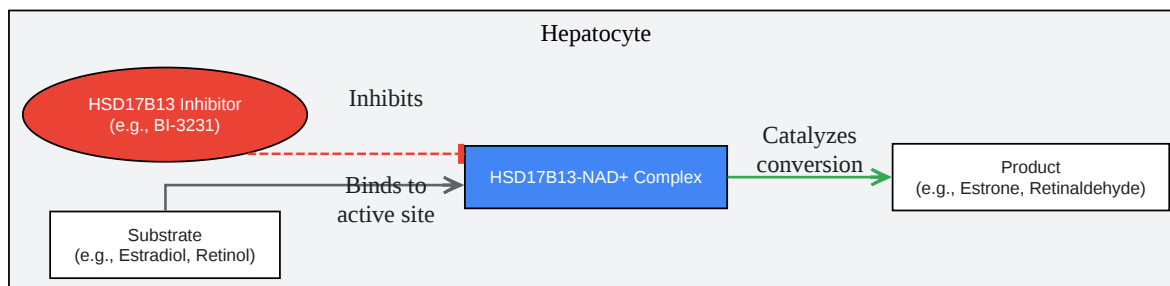 Hepatocyte
HSD17B13 Inhibitor
(e.g., BI-3231)
Inhibits
Binds to
active site
Substrate
(e.g., Estradiol, Retinol)
HSD17B13-NAD+ Complex
Catalyzes
conversion
Product
(e.g., Estrone, Retinaldehyde)